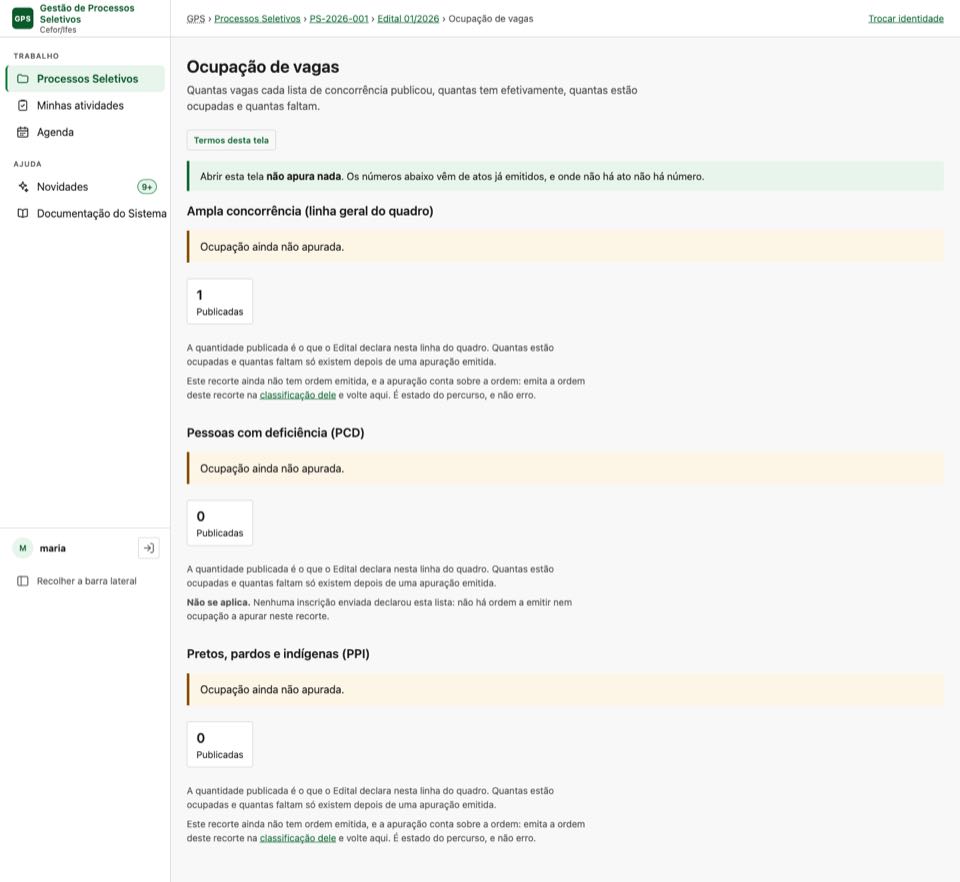 GPS
Gestão de Processos
Seletivos
Cefor/Ifes
GPS › Processos Seletivos › PS-2026-001 › Edital 01/2026 › Ocupação de vagas
Trocar identidade
TRABALHO
Processos Seletivos
Minhas atividades
Agenda
AJUDA
Novidades
9+
Documentação do Sistema
M
maria
Recolher a barra lateral
Ocupação de vagas
Quantas vagas cada lista de concorrência publicou, quantas tem efetivamente, quantas estão
ocupadas e quantas faltam.
Termos desta tela
Abrir esta tela não apura nada. Os números abaixo vêm de atos já emitidos, e onde não há ato não há número.
Ampla concorrência (linha geral do quadro)
Ocupação ainda não apurada.
1
Publicadas
A quantidade publicada é o que o Edital declara nesta linha do quadro. Quantas estão
ocupadas e quantas faltam só existem depois de uma apuração emitida.
Este recorte ainda não tem ordem emitida, e a apuração conta sobre a ordem: emita a ordem
deste recorte na classificação dele e volte aqui. É estado do percurso, e não erro.
Pessoas com deficiência (PCD)
Ocupação ainda não apurada.
0
Publicadas
A quantidade publicada é o que o Edital declara nesta linha do quadro. Quantas estão
ocupadas e quantas faltam só existem depois de uma apuração emitida.
Não se aplica. Nenhuma inscrição enviada declarou esta lista: não há ordem a emitir nem
ocupação a apurar neste recorte.
Pretos, pardos e indígenas (PPI)
Ocupação ainda não apurada.
0
Publicadas
A quantidade publicada é o que o Edital declara nesta linha do quadro. Quantas estão
ocupadas e quantas faltam só existem depois de uma apuração emitida.
Este recorte ainda não tem ordem emitida, e a apuração conta sobre a ordem: emita a ordem
deste recorte na classificação dele e volte aqui. É estado do percurso, e não erro.